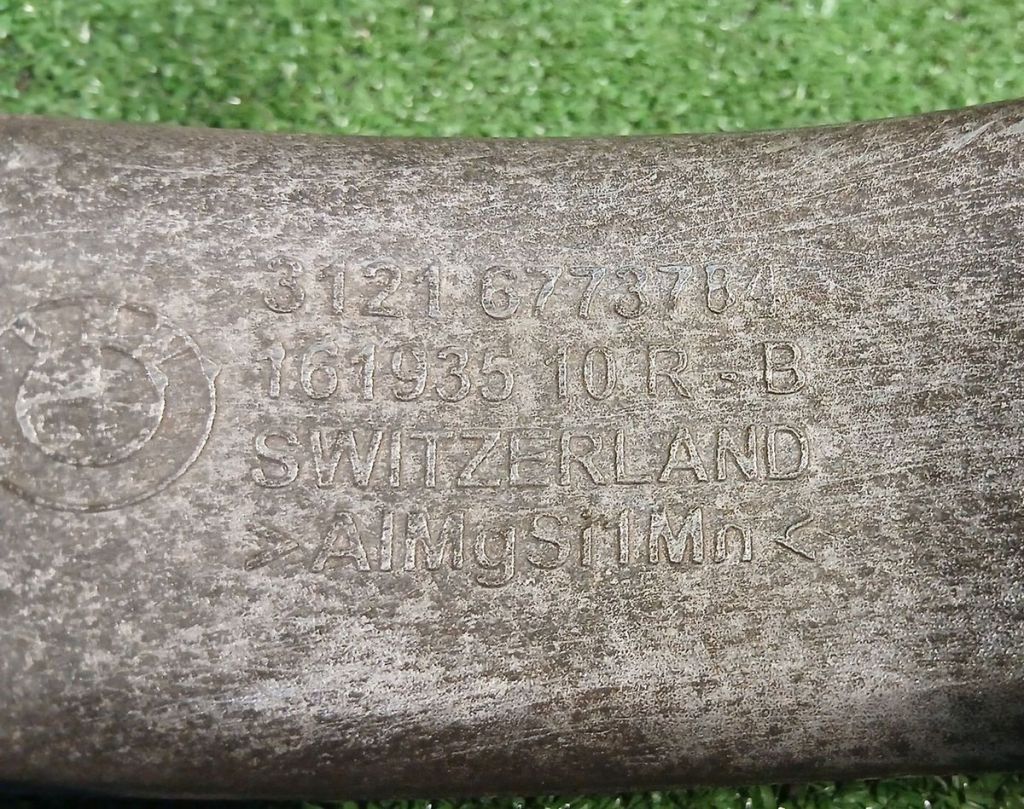 3121 6773784
161935 10 R - B
SWITZERLAND
>AlMgSi1Mn<